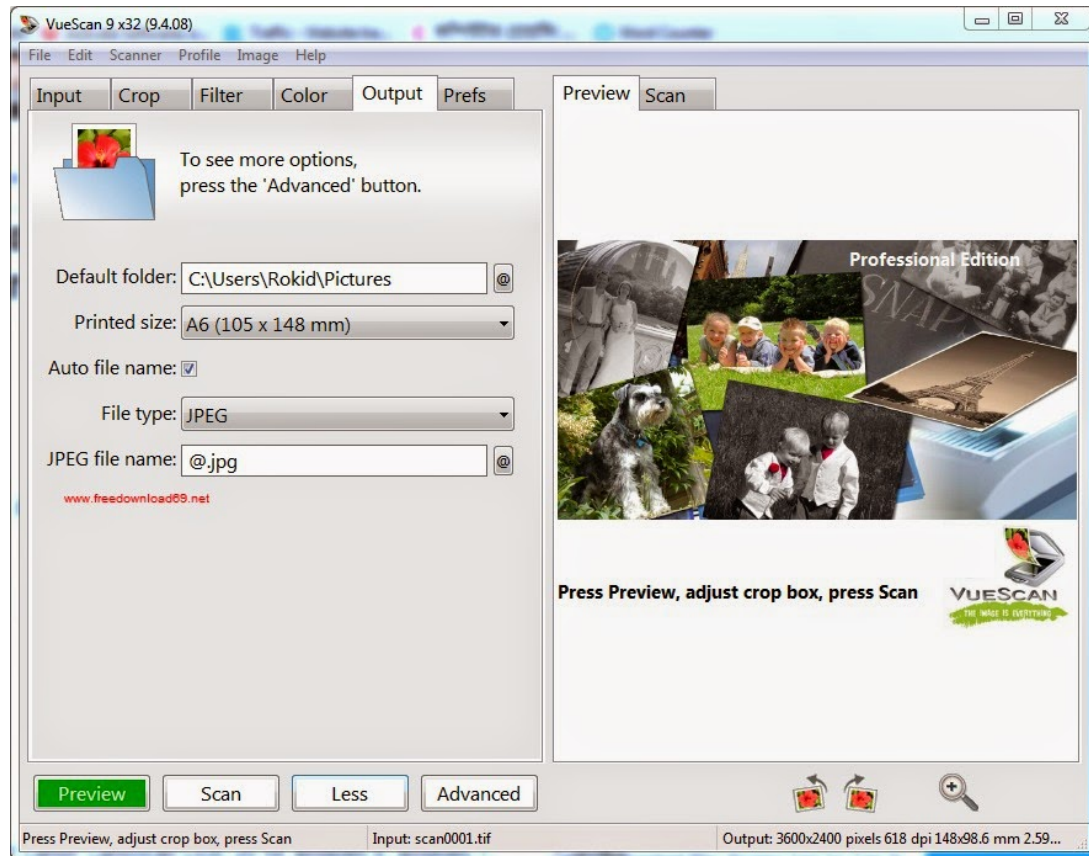 VueScan 9 x32 (9.4.08)
File Edit Scanner Profile Image Help
Input Crop Filter Color Output Prefs
To see more options,
press the 'Advanced' button.
Default folder: C:\Users\Rokid\Pictures @
Printed size: A6 (105 x 148 mm)
Auto file name:
File type: JPEG
JPEG file name: @.jpg @
www.freedownload69.net
Preview Scan
Professional Edition
SNAP
Press Preview, adjust crop box, press Scan
VUESCAN
THE IMAGE IS EVERYTHING
Preview Scan Less Advanced
Press Preview, adjust crop box, press Scan Input: scan0001.tif Output: 3600x2400 pixels 618 dpi 148x98.6 mm 2.59...